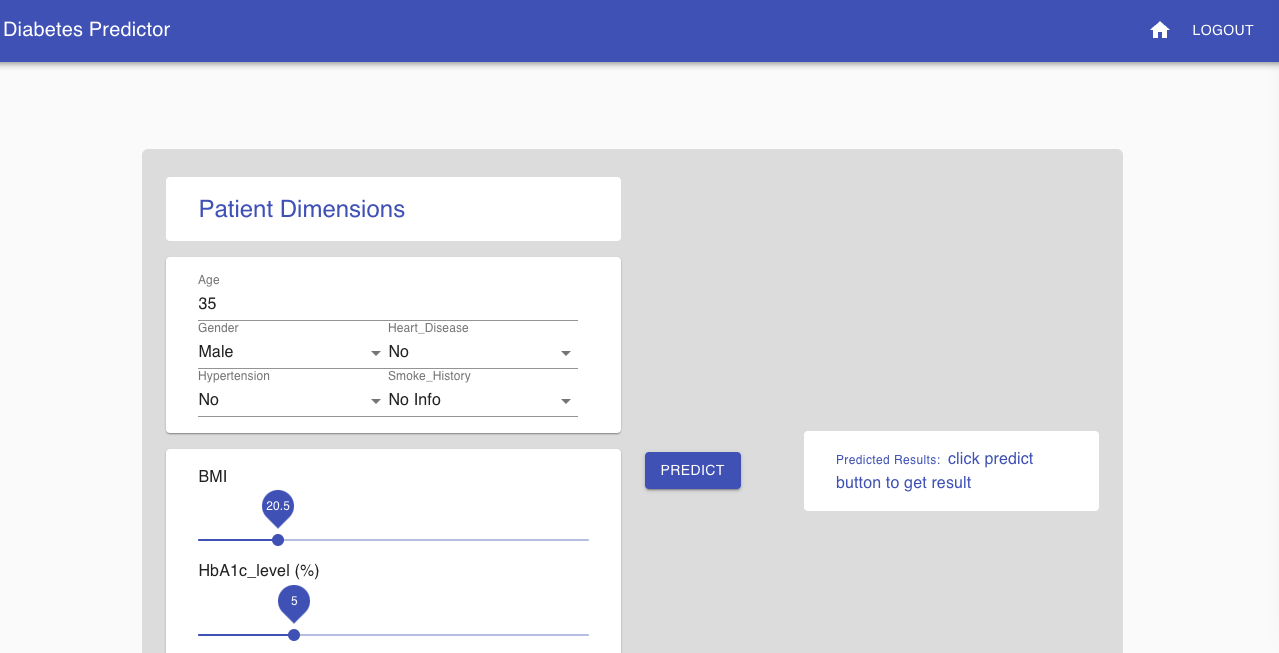 Diabetes Predictor
LOGOUT
Patient Dimensions
Age
35
Gender Heart_Disease
Male No
Hypertension Smoke_History
No No Info
BMI
20.5
HbA1c_level (%)
5
PREDICT
Predicted Results: click predict
button to get result